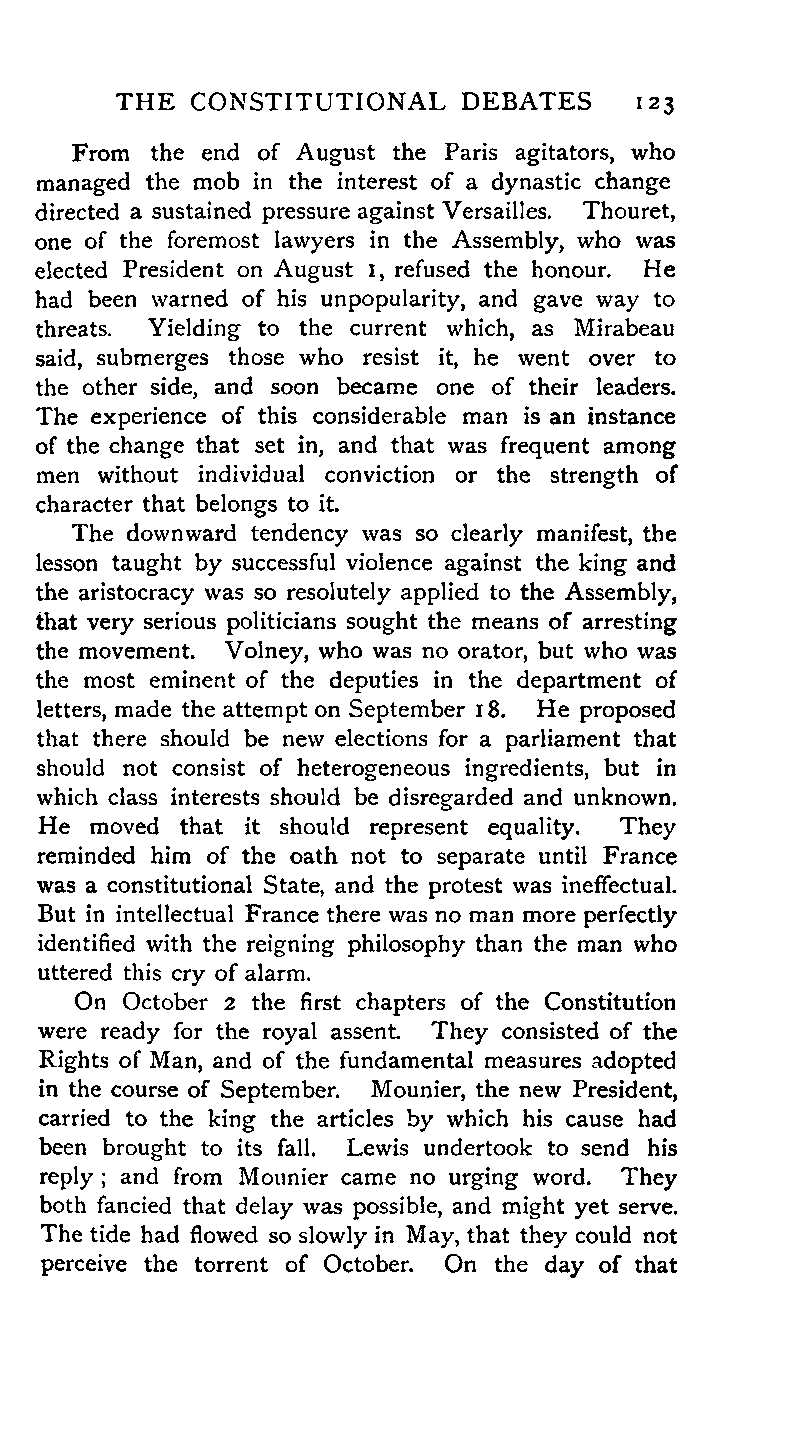 THE CONSTITUTIONAL DEBATES 123
From the end of August the Paris agitators, who
managed the mob in the interest of a dynastic change
directed a sustained pressure against Versailles. Thouret,
one of the foremost lawyers in the Assembly, who was
elected President on August 1, refused the honour. He
had been warned of his unpopularity, and gave way to
threats. Yielding to the current which, as Mirabeau
said, submerges those who resist it, he went over to
the other side, and soon became one of their leaders.
The experience of this considerable man is an instance
of the change that set in, and that was frequent among
men without individual conviction or the strength of
character that belongs to it.
The downward tendency was so clearly manifest, the
lesson taught by successful violence against the king and
the aristocracy was so resolutely applied to the Assembly,
that very serious politicians sought the means of arresting
the movement. Volney, who was no orator, but who was
the most eminent of the deputies in the department of
letters, made the attempt on September 18. He proposed
that there should be new elections for a parliament that
should not consist of heterogeneous ingredients, but in
which class interests should be disregarded and unknown.
He moved that it should represent equality. They
reminded him of the oath not to separate until France
was a constitutional State, and the protest was ineffectual.
But in intellectual France there was no man more perfectly
identified with the reigning philosophy than the man who
uttered this cry of alarm.
On October 2 the first chapters of the Constitution
were ready for the royal assent. They consisted of the
Rights of Man, and of the fundamental measures adopted
in the course of September. Mounier, the new President,
carried to the king the articles by which his cause had
been brought to its fall. Lewis undertook to send his
reply ; and from Mounier came no urging word. They
both fancied that delay was possible, and might yet serve.
The tide had flowed so slowly in May, that they could not
perceive the torrent of October. On the day of that